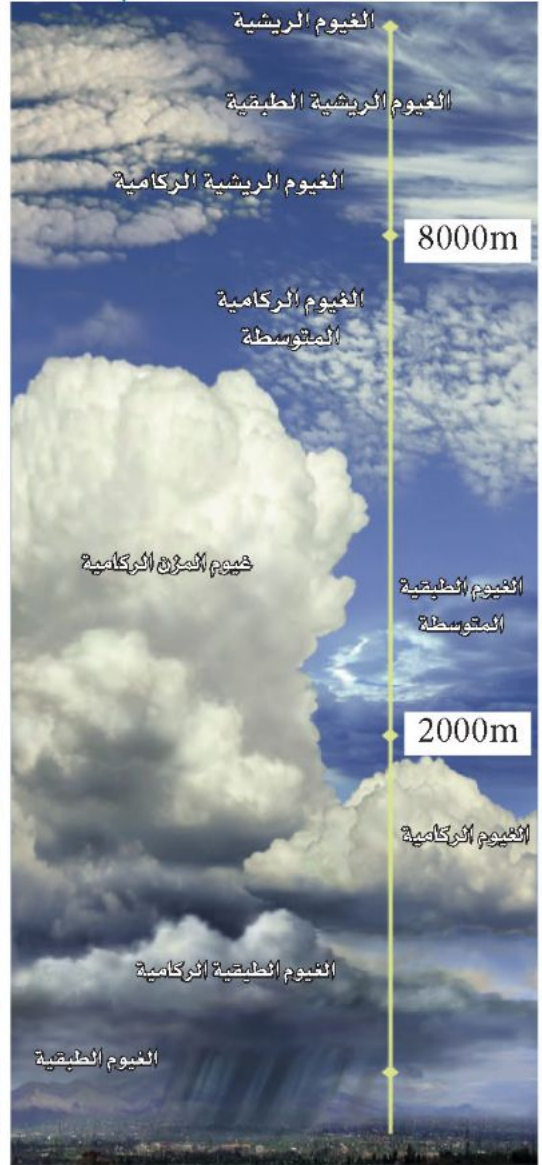 الغيوم الريشية
الغيوم الريشية الطبقية
الغيوم الريشية الركامية
8000m
الغيوم الركامية
المتوسطة
غيوم المزن الركامية
الغيوم الطبقية
المتوسطة
2000m
الغيوم الركامية
الغيوم الطبقية الركامية
الغيوم الطبقية